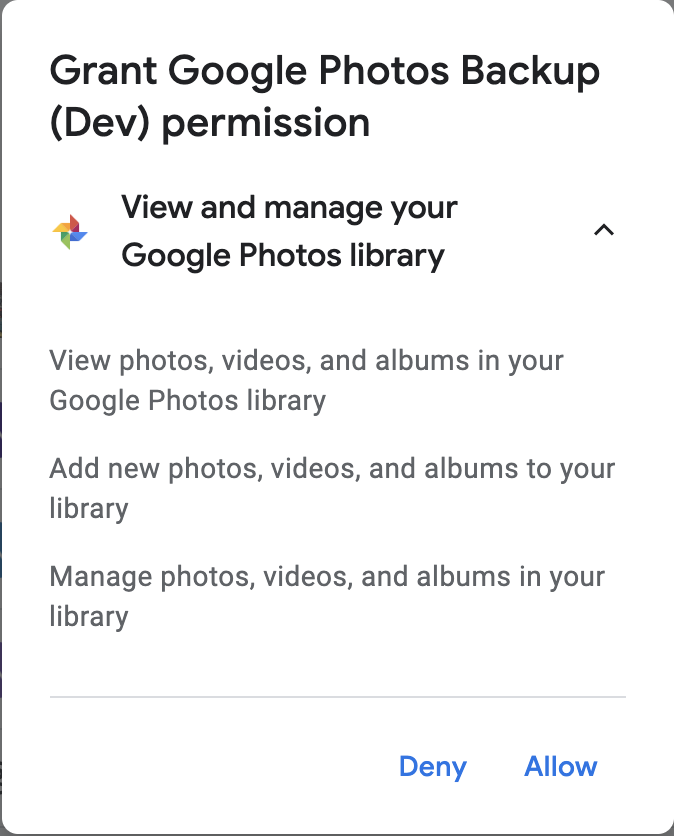 Grant Google Photos Backup
(Dev) permission
View and manage your
Google Photos library
View photos, videos, and albums in your
Google Photos library
Add new photos, videos, and albums to your
library
Manage photos, videos, and albums in your
library
Deny Allow